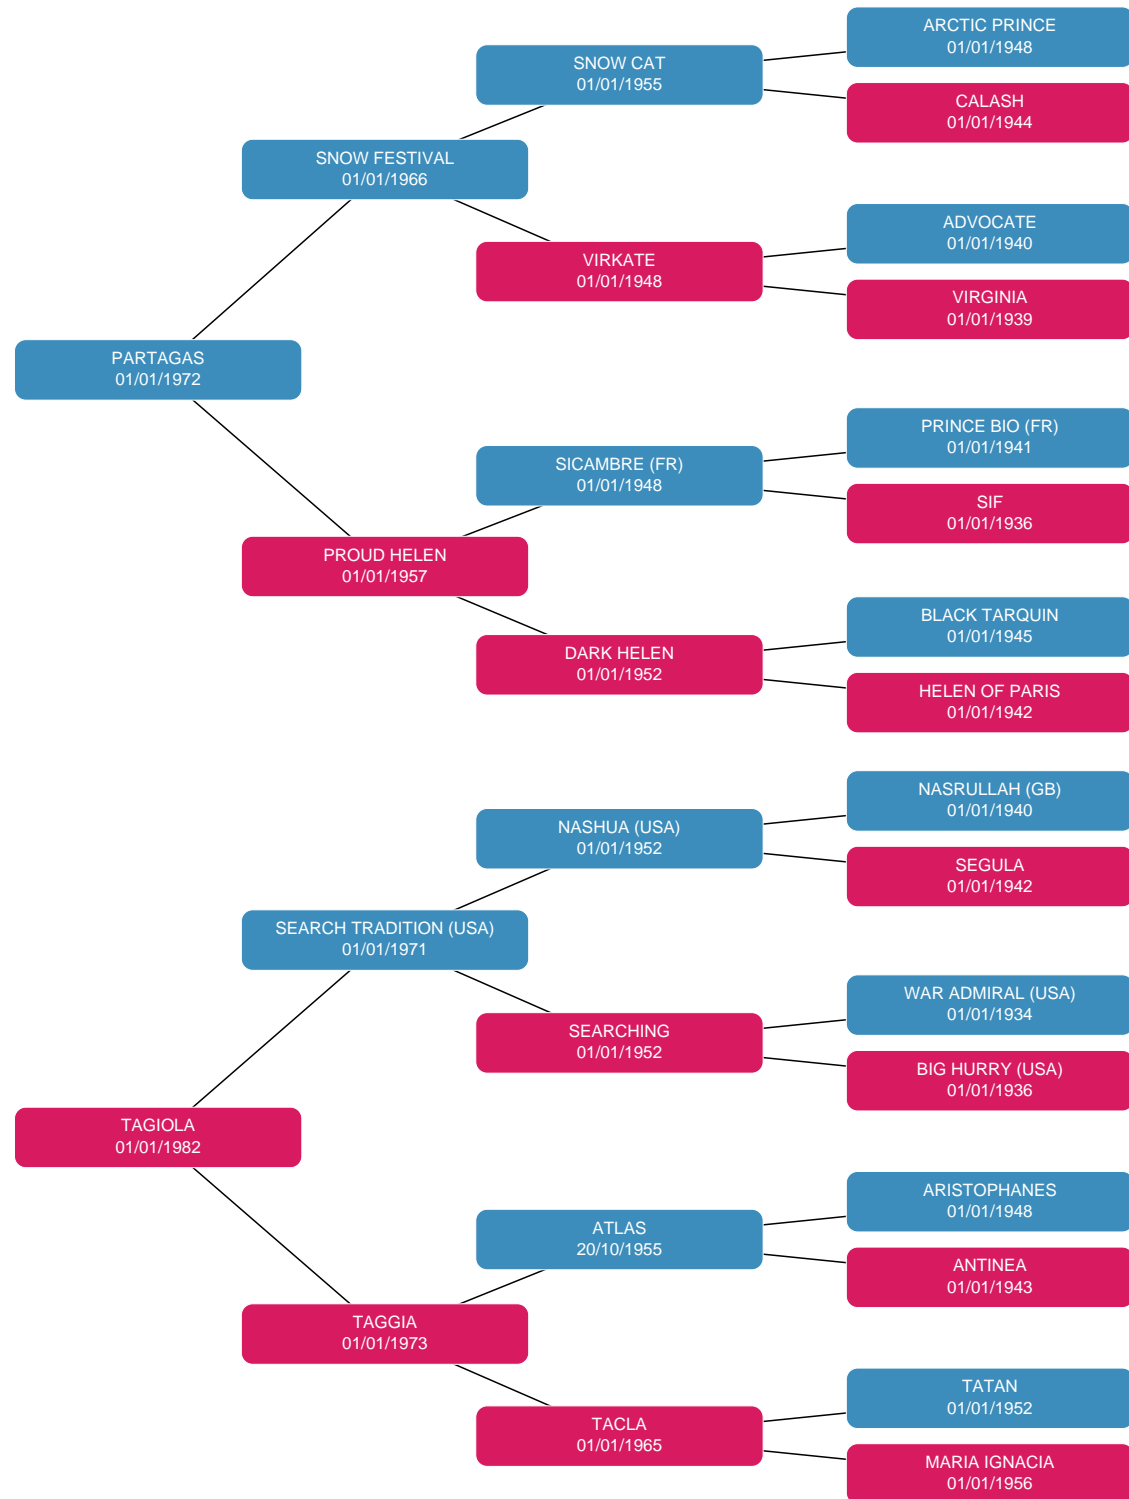 ARCTIC PRINCE
01/01/1948
SNOW CAT
01/01/1955
CALASH
01/01/1944
SNOW FESTIVAL
01/01/1966
ADVOCATE
01/01/1940
VIRKATE
01/01/1948
VIRGINIA
01/01/1939
PARTAGAS
01/01/1972
PRINCE BIO (FR)
01/01/1941
SICAMBRE (FR)
01/01/1948
SIF
01/01/1936
PROUD HELEN
01/01/1957
BLACK TARQUIN
01/01/1945
DARK HELEN
01/01/1952
HELEN OF PARIS
01/01/1942
NASRULLAH (GB)
01/01/1940
NASHUA (USA)
01/01/1952
SEGULA
01/01/1942
SEARCH TRADITION (USA)
01/01/1971
WAR ADMIRAL (USA)
01/01/1934
SEARCHING
01/01/1952
BIG HURRY (USA)
01/01/1936
TAGIOLA
01/01/1982
ARISTOPHANES
01/01/1948
ATLAS
20/10/1955
ANTINEA
01/01/1943
TAGGIA
01/01/1973
TATAN
01/01/1952
TACLA
01/01/1965
MARIA IGNACIA
01/01/1956